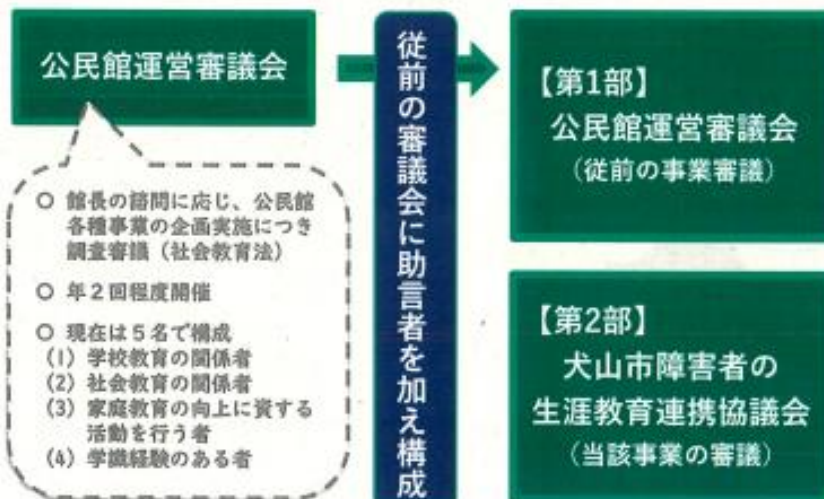 公民館運営審議会
○ 館長の諮問に応じ、公民館
各種事業の企画実施につき
調査審議（社会教育法）
○ 年２回程度開催
○ 現在は５名で構成
(1) 学校教育の関係者
(2) 社会教育の関係者
(3) 家庭教育の向上に資する
活動を行う者
(4) 学識経験のある者
従前の審議会に助言者を加え構成
【第1部】
公民館運営審議会
（従前の事業審議）
【第2部】
犬山市障害者の
生涯教育連携協議会
（当該事業の審議）